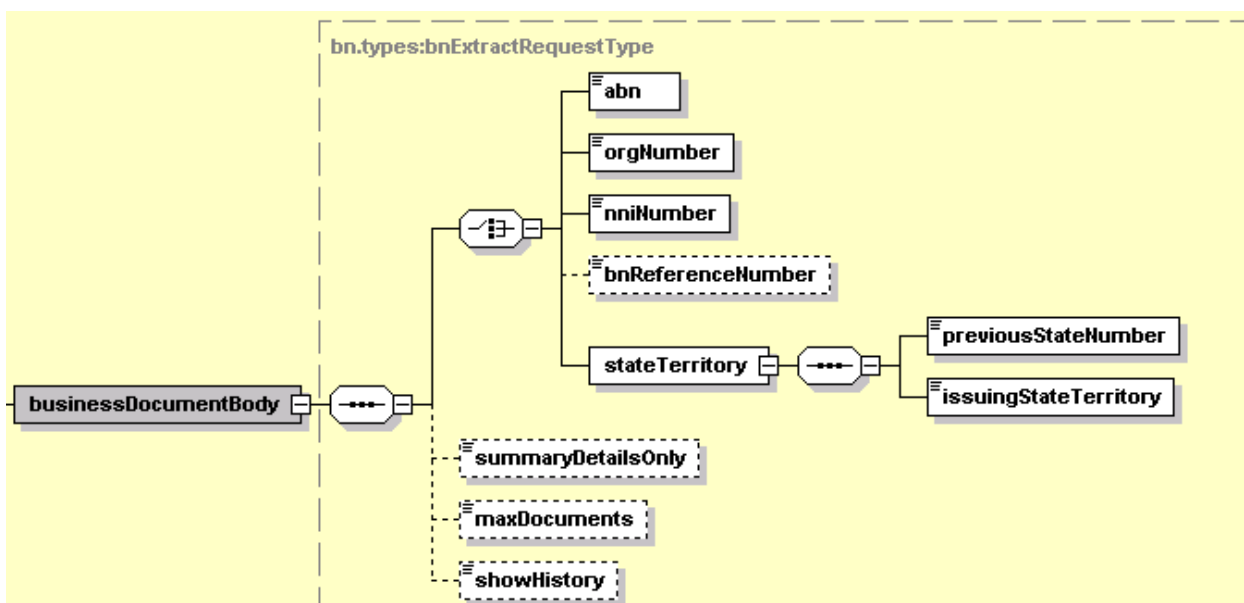 bn.types:bnExtractRequestType
abn
orgNumber
nniNumber
bnReferenceNumber
stateTerritory
previousStateNumber
issuingStateTerritory
businessDocumentBody
summaryDetailsOnly
maxDocuments
showHistory